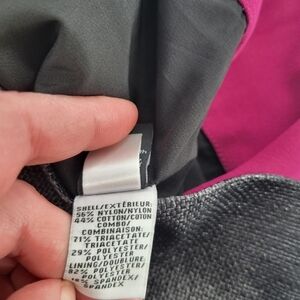 SHELL/EXTÉRIEUR:
56% NYLON/NYLON
44% COTTON/COTON
COMBO/
COMBINAISON:
71% TRIACETATE/
TRIACETATE
29% POLYESTER/
POLYESTER
LINING/DOUBLURE:
82% POLYESTER/
POLYESTER
SPANDEX/
SPANDEX